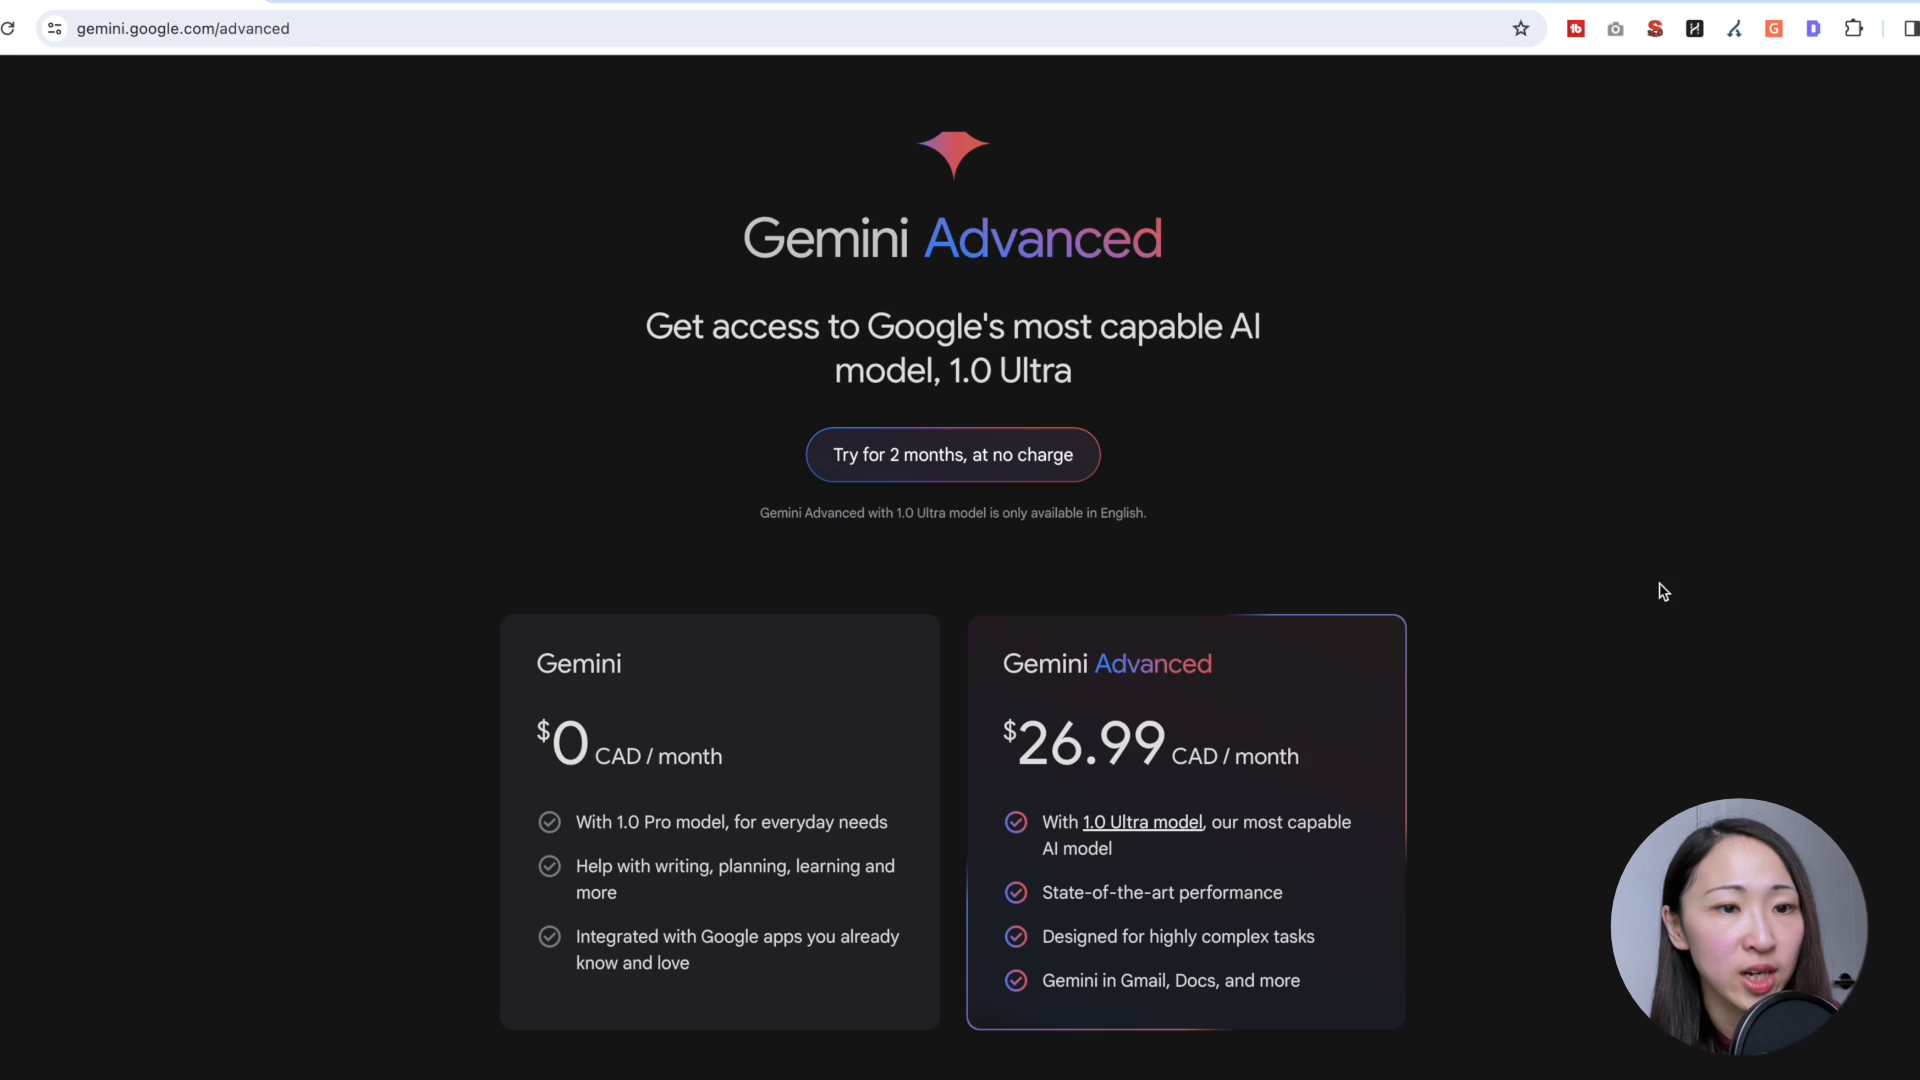 gemini.google.com/advanced
Gemini Advanced
Get access to Google's most capable AI
model, 1.0 Ultra
Try for 2 months, at no charge
Gemini Advanced with 1.0 Ultra model is only available in English.
Gemini
$0 CAD / month
With 1.0 Pro model, for everyday needs
Help with writing, planning, learning and
more
Integrated with Google apps you already
know and love
Gemini Advanced
$26.99 CAD / month
With 1.0 Ultra model, our most capable
AI model
State-of-the-art performance
Designed for highly complex tasks
Gemini in Gmail, Docs, and more